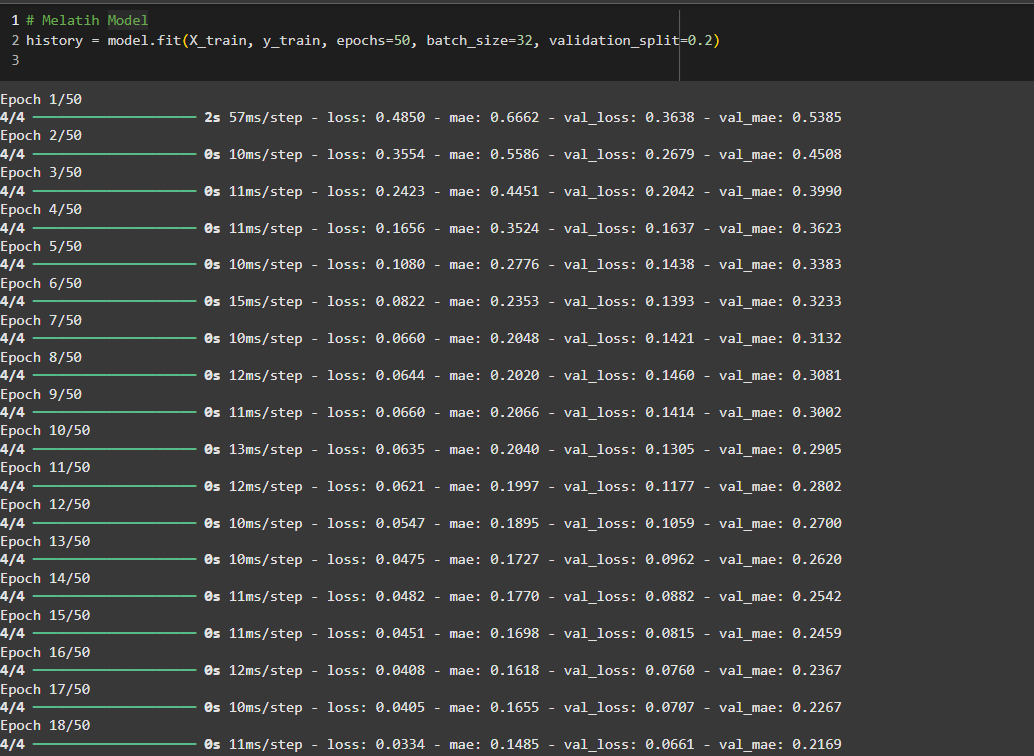 1 # Melatih Model
2 history = model.fit(X_train, y_train, epochs=50, batch_size=32, validation_split=0.2)
3
Epoch 1/50
4/4 ━━━━━━━━━━━━━━━━━━━━ 2s 57ms/step - loss: 0.4850 - mae: 0.6662 - val_loss: 0.3638 - val_mae: 0.5385
Epoch 2/50
4/4 ━━━━━━━━━━━━━━━━━━━━ 0s 10ms/step - loss: 0.3554 - mae: 0.5586 - val_loss: 0.2679 - val_mae: 0.4508
Epoch 3/50
4/4 ━━━━━━━━━━━━━━━━━━━━ 0s 11ms/step - loss: 0.2423 - mae: 0.4451 - val_loss: 0.2042 - val_mae: 0.3990
Epoch 4/50
4/4 ━━━━━━━━━━━━━━━━━━━━ 0s 11ms/step - loss: 0.1656 - mae: 0.3524 - val_loss: 0.1637 - val_mae: 0.3623
Epoch 5/50
4/4 ━━━━━━━━━━━━━━━━━━━━ 0s 10ms/step - loss: 0.1080 - mae: 0.2776 - val_loss: 0.1438 - val_mae: 0.3383
Epoch 6/50
4/4 ━━━━━━━━━━━━━━━━━━━━ 0s 15ms/step - loss: 0.0822 - mae: 0.2353 - val_loss: 0.1393 - val_mae: 0.3233
Epoch 7/50
4/4 ━━━━━━━━━━━━━━━━━━━━ 0s 10ms/step - loss: 0.0660 - mae: 0.2048 - val_loss: 0.1421 - val_mae: 0.3132
Epoch 8/50
4/4 ━━━━━━━━━━━━━━━━━━━━ 0s 12ms/step - loss: 0.0644 - mae: 0.2020 - val_loss: 0.1460 - val_mae: 0.3081
Epoch 9/50
4/4 ━━━━━━━━━━━━━━━━━━━━ 0s 11ms/step - loss: 0.0660 - mae: 0.2066 - val_loss: 0.1414 - val_mae: 0.3002
Epoch 10/50
4/4 ━━━━━━━━━━━━━━━━━━━━ 0s 13ms/step - loss: 0.0635 - mae: 0.2040 - val_loss: 0.1305 - val_mae: 0.2905
Epoch 11/50
4/4 ━━━━━━━━━━━━━━━━━━━━ 0s 12ms/step - loss: 0.0621 - mae: 0.1997 - val_loss: 0.1177 - val_mae: 0.2802
Epoch 12/50
4/4 ━━━━━━━━━━━━━━━━━━━━ 0s 10ms/step - loss: 0.0547 - mae: 0.1895 - val_loss: 0.1059 - val_mae: 0.2700
Epoch 13/50
4/4 ━━━━━━━━━━━━━━━━━━━━ 0s 10ms/step - loss: 0.0475 - mae: 0.1727 - val_loss: 0.0962 - val_mae: 0.2620
Epoch 14/50
4/4 ━━━━━━━━━━━━━━━━━━━━ 0s 11ms/step - loss: 0.0482 - mae: 0.1770 - val_loss: 0.0882 - val_mae: 0.2542
Epoch 15/50
4/4 ━━━━━━━━━━━━━━━━━━━━ 0s 11ms/step - loss: 0.0451 - mae: 0.1698 - val_loss: 0.0815 - val_mae: 0.2459
Epoch 16/50
4/4 ━━━━━━━━━━━━━━━━━━━━ 0s 12ms/step - loss: 0.0408 - mae: 0.1618 - val_loss: 0.0760 - val_mae: 0.2367
Epoch 17/50
4/4 ━━━━━━━━━━━━━━━━━━━━ 0s 10ms/step - loss: 0.0405 - mae: 0.1655 - val_loss: 0.0707 - val_mae: 0.2267
Epoch 18/50
4/4 ━━━━━━━━━━━━━━━━━━━━ 0s 11ms/step - loss: 0.0334 - mae: 0.1485 - val_loss: 0.0661 - val_mae: 0.2169